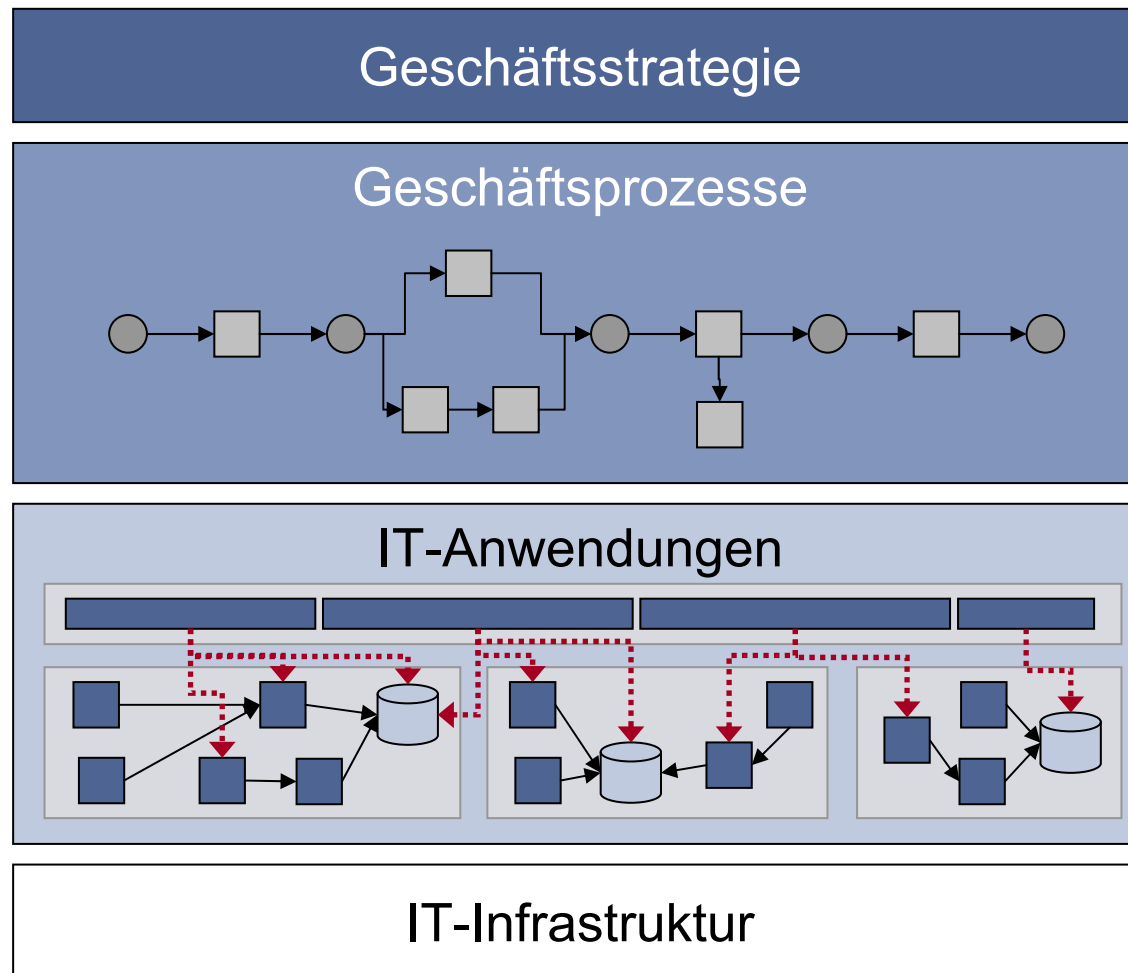 Geschäftsstrategie
Geschäftsprozesse
IT-Anwendungen
IT-Infrastruktur